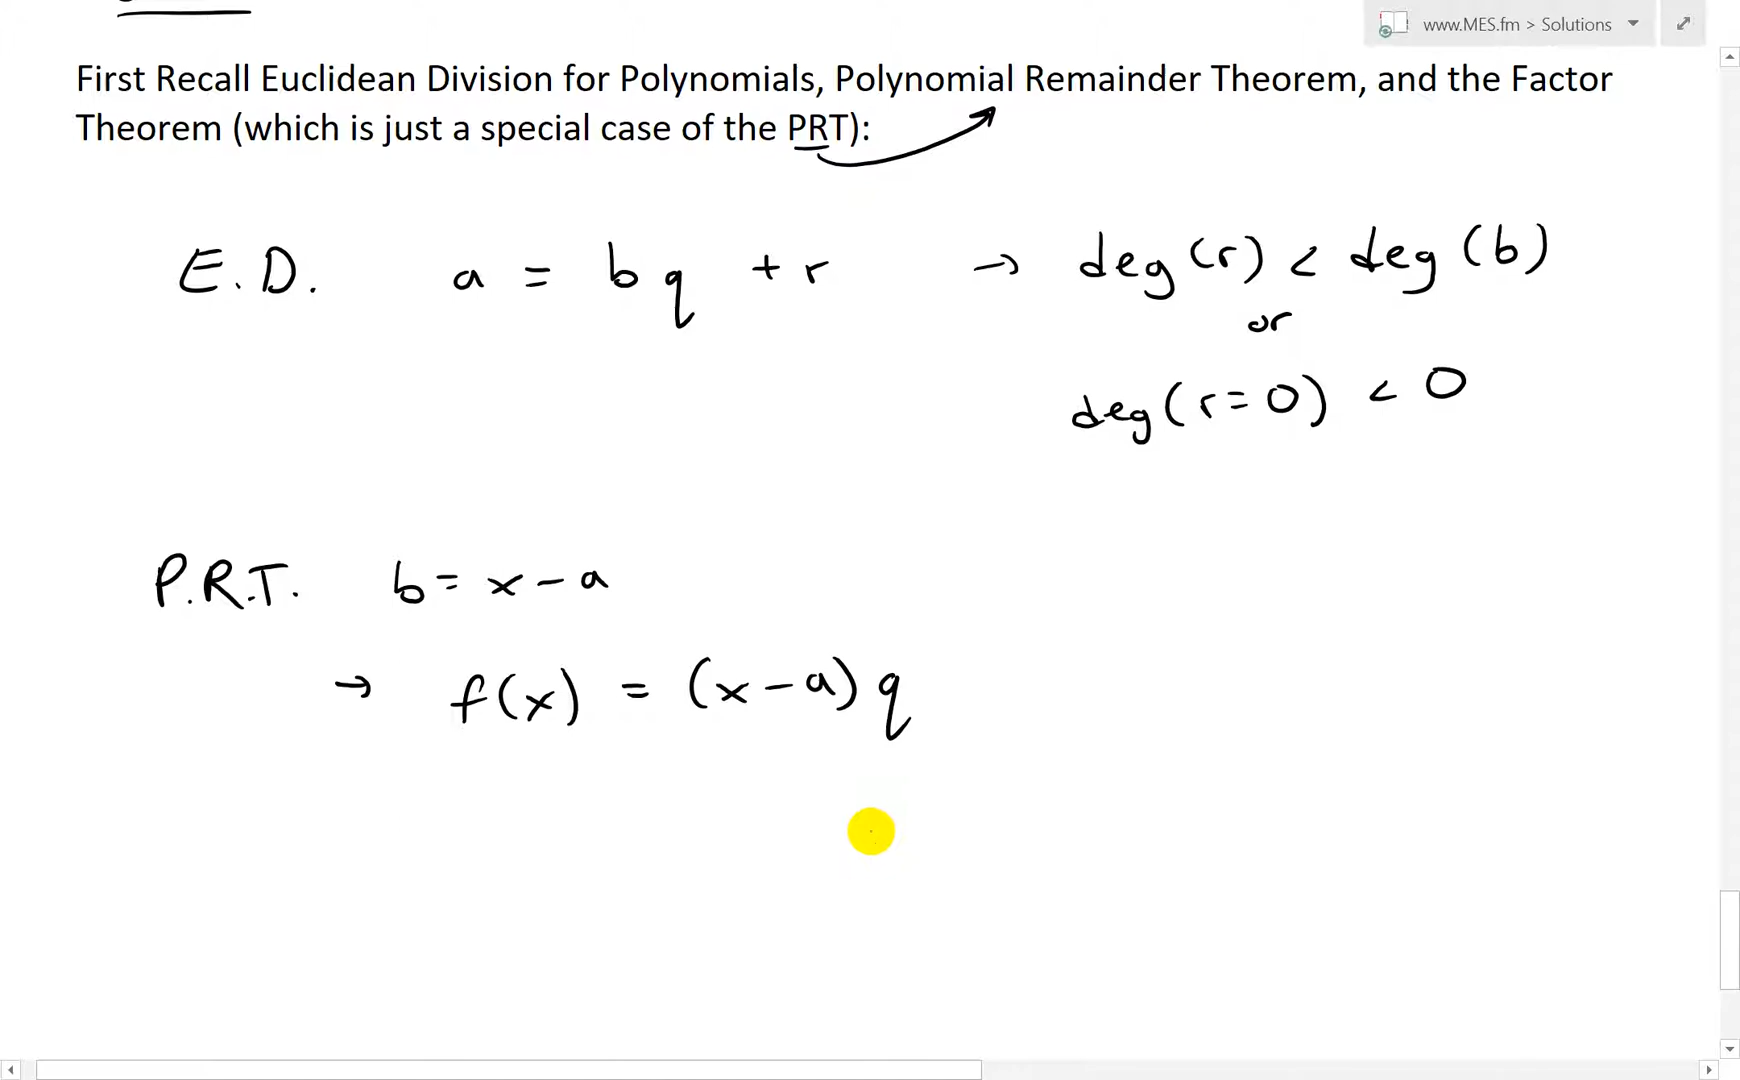 www.MES.fm > Solutions
First Recall Euclidean Division for Polynomials, Polynomial Remainder Theorem, and the Factor
Theorem (which is just a special case of the PRT):
E.D. a = bq + r → deg(r) < deg(b)
or
deg(r=0) < 0
P.R.T. b = x - a
→ f(x) = (x-a)q